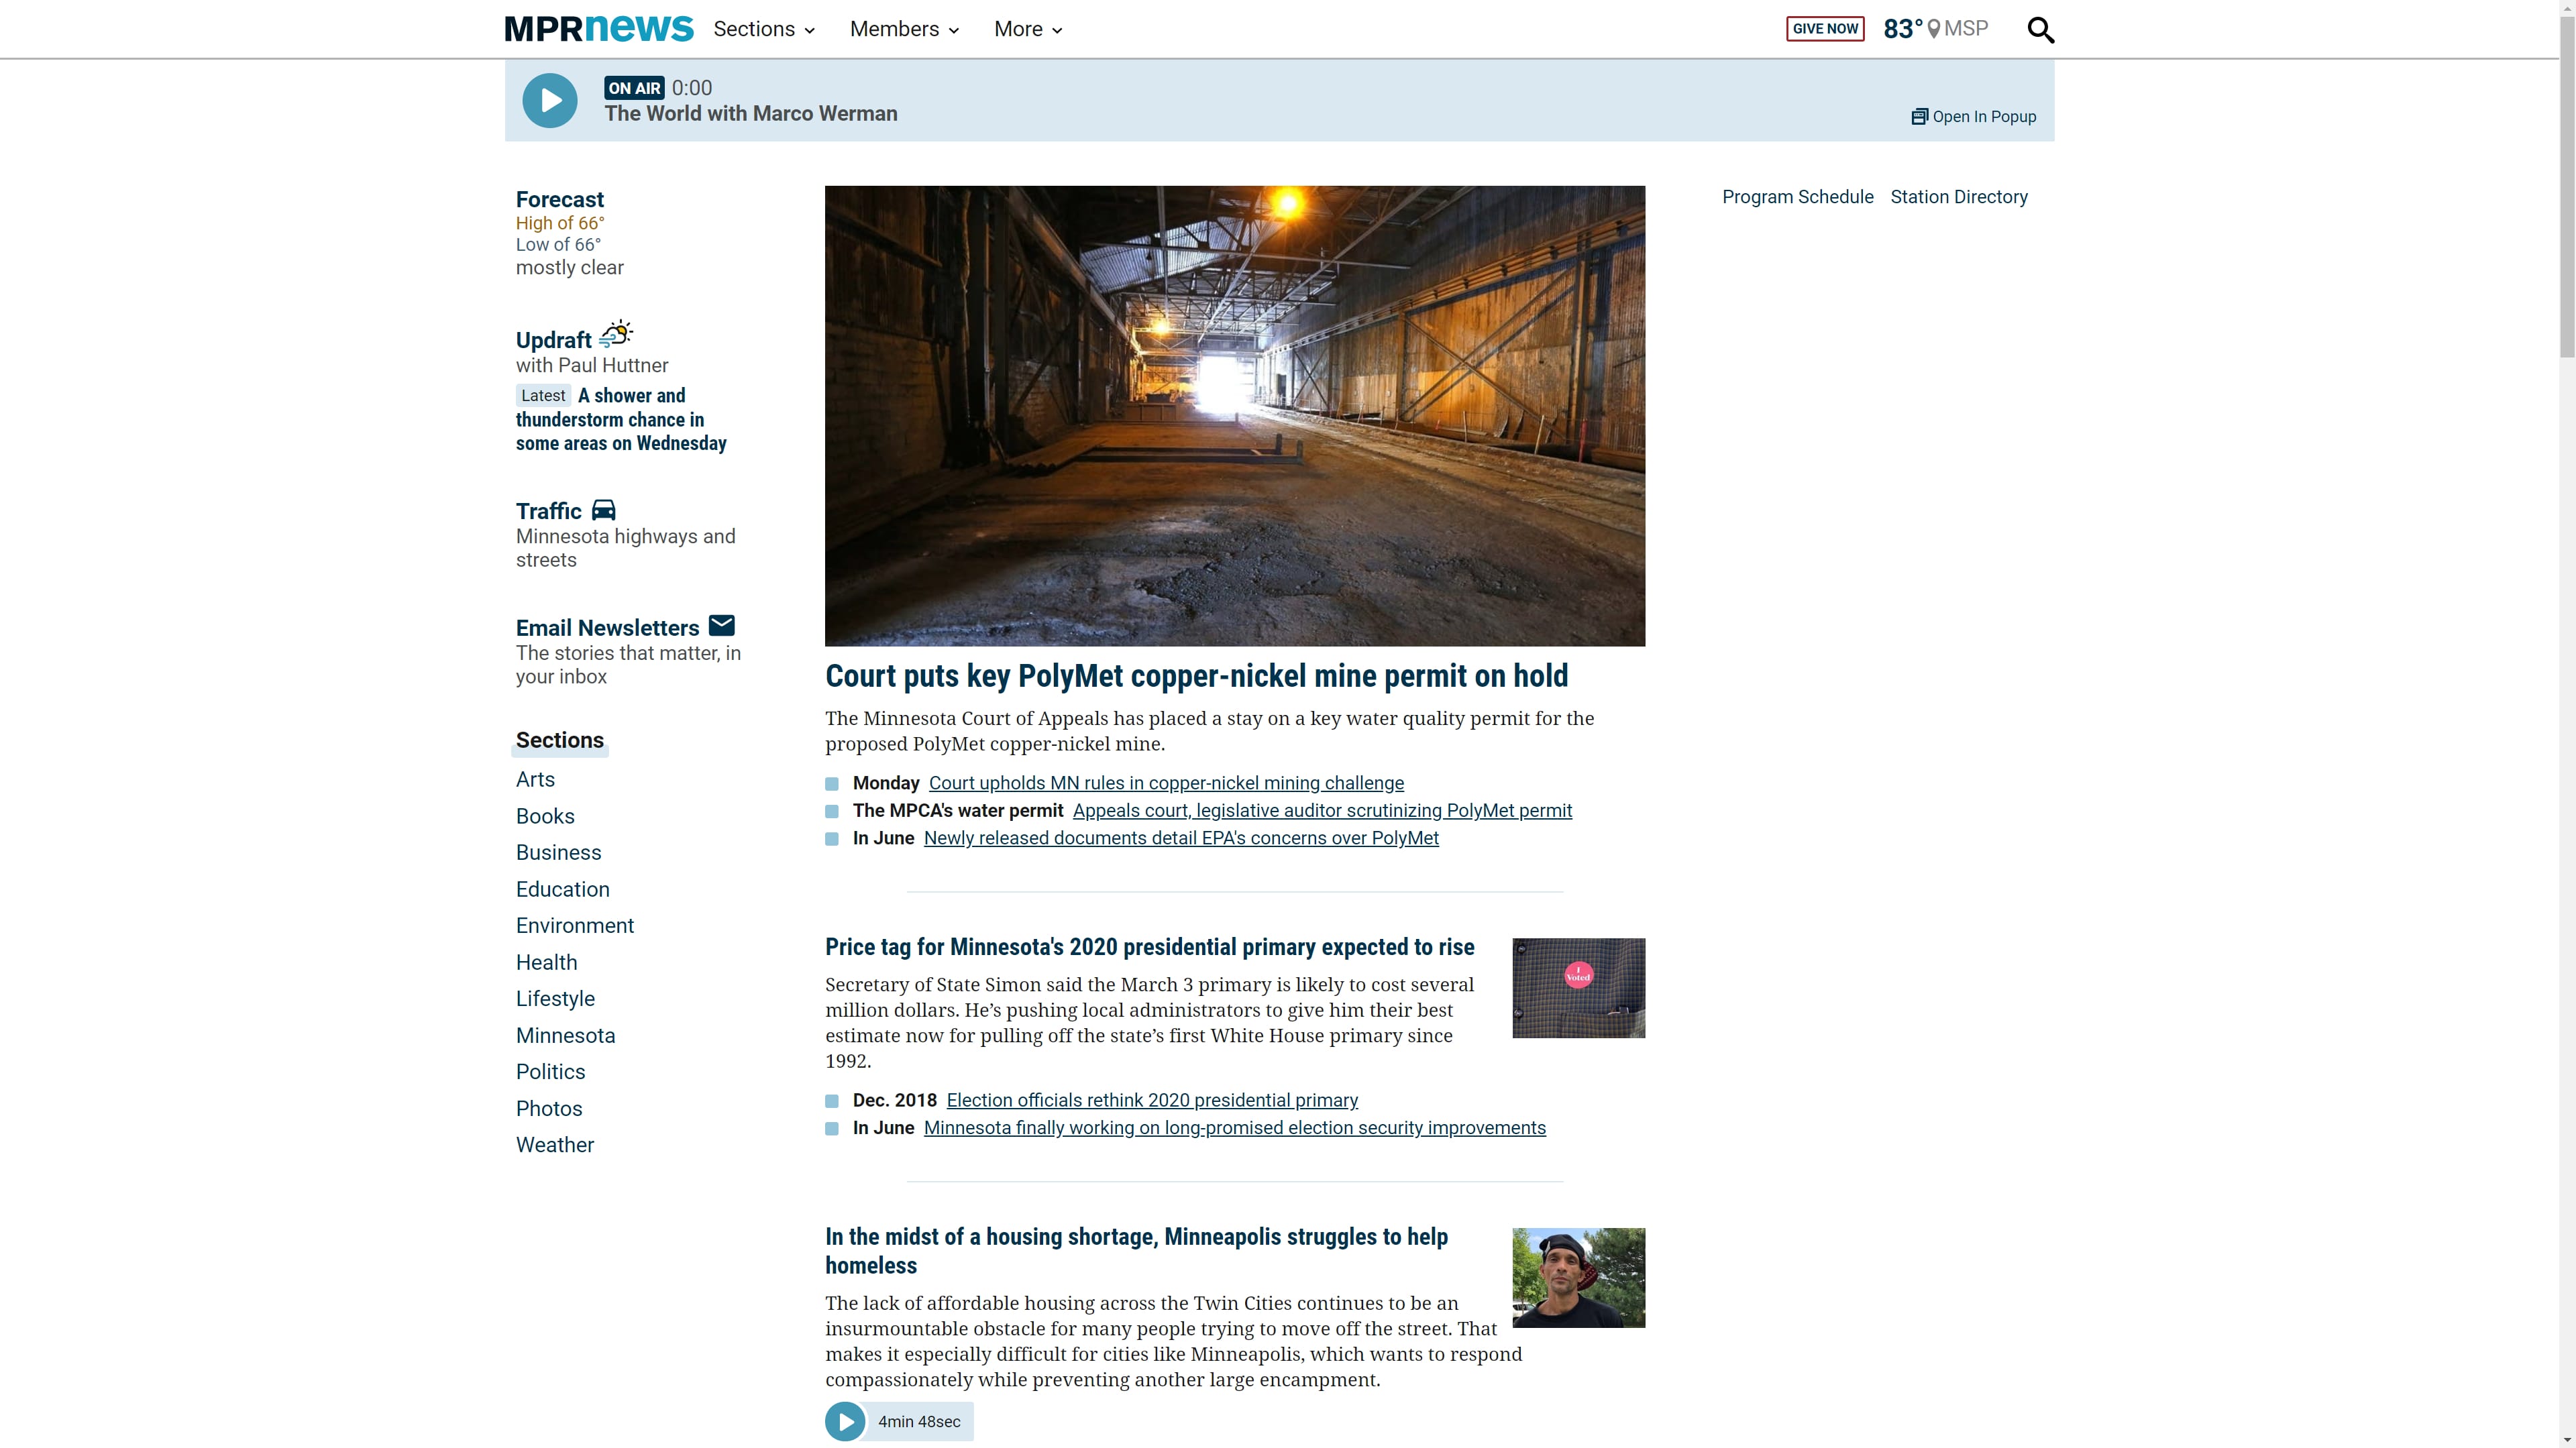 MPRnews Sections Members More GIVE NOW 83° MSP
ON AIR 0:00
The World with Marco Werman
Open In Popup
Forecast
High of 66°
Low of 66°
mostly clear
Updraft
with Paul Huttner
Latest A shower and
thunderstorm chance in
some areas on Wednesday
Traffic
Minnesota highways and
streets
Email Newsletters
The stories that matter, in
your inbox
Sections
Arts
Books
Business
Education
Environment
Health
Lifestyle
Minnesota
Politics
Photos
Weather
Court puts key PolyMet copper-nickel mine permit on hold
The Minnesota Court of Appeals has placed a stay on a key water quality permit for the
proposed PolyMet copper-nickel mine.
Monday Court upholds MN rules in copper-nickel mining challenge
The MPCA's water permit Appeals court, legislative auditor scrutinizing PolyMet permit
In June Newly released documents detail EPA's concerns over PolyMet
Price tag for Minnesota's 2020 presidential primary expected to rise
Secretary of State Simon said the March 3 primary is likely to cost several
million dollars. He’s pushing local administrators to give him their best
estimate now for pulling off the state’s first White House primary since
1992.
I
Voted
Dec. 2018 Election officials rethink 2020 presidential primary
In June Minnesota finally working on long-promised election security improvements
In the midst of a housing shortage, Minneapolis struggles to help
homeless
The lack of affordable housing across the Twin Cities continues to be an
insurmountable obstacle for many people trying to move off the street. That
makes it especially difficult for cities like Minneapolis, which wants to respond
compassionately while preventing another large encampment.
4min 48sec
Program Schedule Station Directory